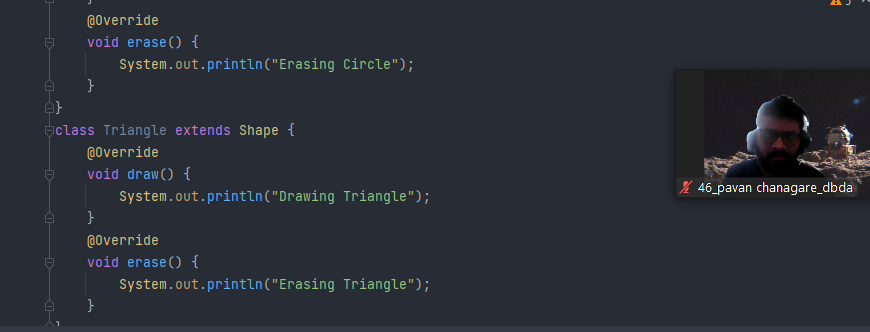 }
@Override
void erase() {
System.out.println("Erasing Circle");
}
}
class Triangle extends Shape {
@Override
void draw() {
System.out.println("Drawing Triangle");
}
@Override
void erase() {
System.out.println("Erasing Triangle");
}
}
46_pavan chanagare_dbda